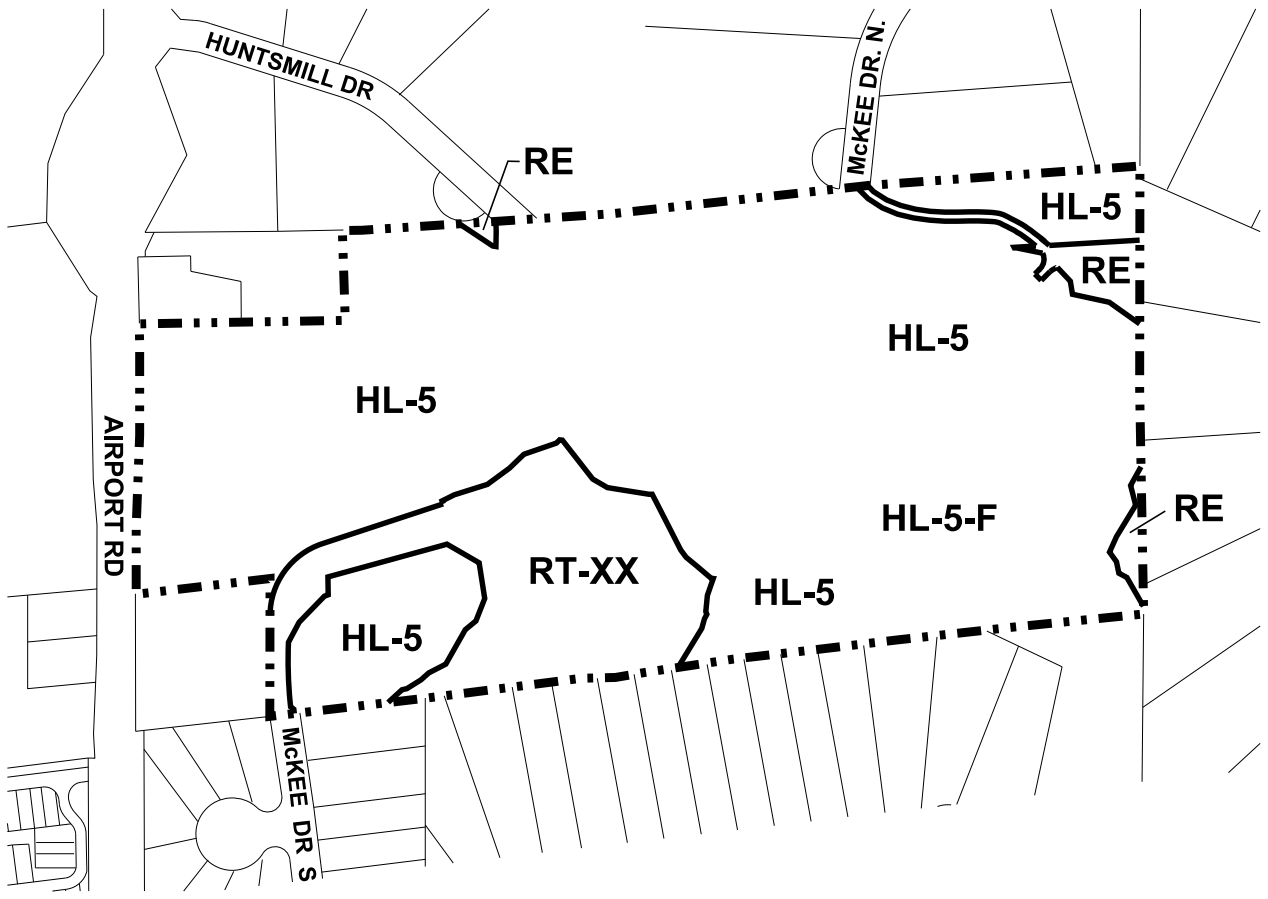 HUNTSMILL DR
McKEE DR. N.
RE
HL-5
RE
HL-5
HL-5
AIRPORT RD
HL-5-F
RE
RT-XX
HL-5
HL-5
McKEE DR S